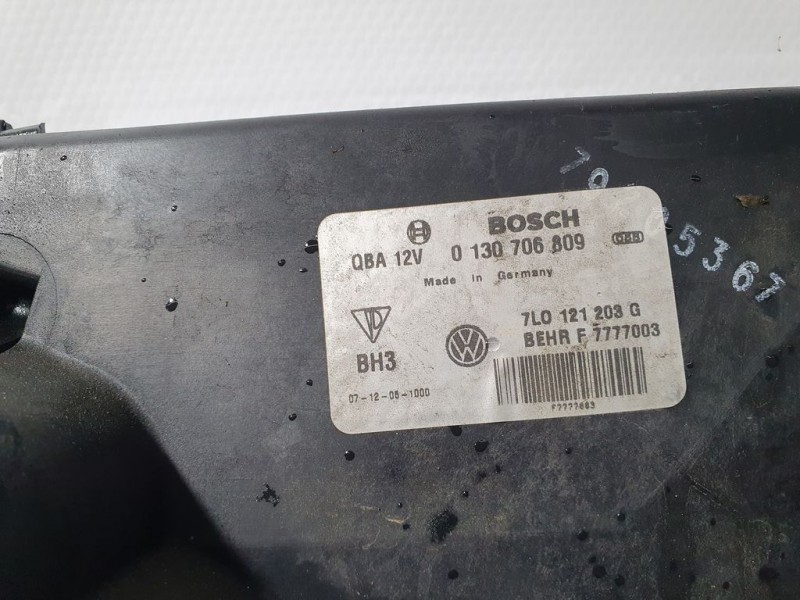 BOSCH
QBA 12V 0 130 706 809
Made in Germany
7L0 121 203 G
BEHR F 7777003
BH3
07-12-05-1000
F7777003
5367